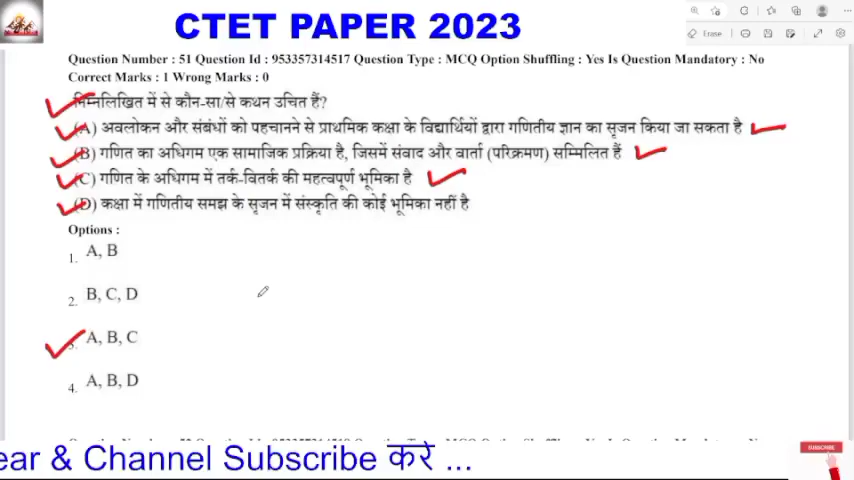 CTET PAPER 2023
Erase
Question Number : 51 Question Id : 953357314517 Question Type : MCQ Option Shuffling : Yes Is Question Mandatory : No
Correct Marks : 1 Wrong Marks : 0
निम्नलिखित में से कौन-सा/से कथन उचित हैं?
(A) अवलोकन और संबंधों को पहचानने से प्राथमिक कक्षा के विद्यार्थियों द्वारा गणितीय ज्ञान का सृजन किया जा सकता है
(B) गणित का अधिगम एक सामाजिक प्रक्रिया है, जिसमें संवाद और वार्ता (परिक्रमण) सम्मिलित हैं
(C) गणित के अधिगम में तर्क-वितर्क की महत्वपूर्ण भूमिका है
(D) कक्षा में गणितीय समझ के सृजन में संस्कृति की कोई भूमिका नहीं है
Options :
1. A, B
2. B, C, D
3. A, B, C
4. A, B, D
ear & Channel Subscribe करे ...
SUBSCRIBE